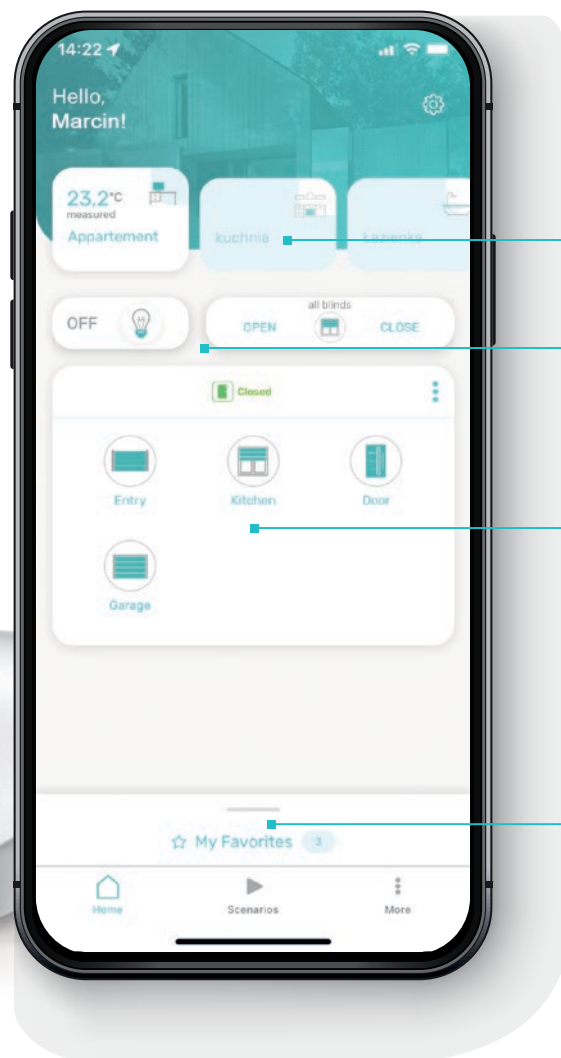 14:22
Hello,
Marcin!
23,2°C
measured
Appartement
kuchnia
Łazienka
OFF
all blinds
OPEN
CLOSE
Closed
Entry
Kitchen
Door
Garage
My Favorites 3
Home
Scenarios
More